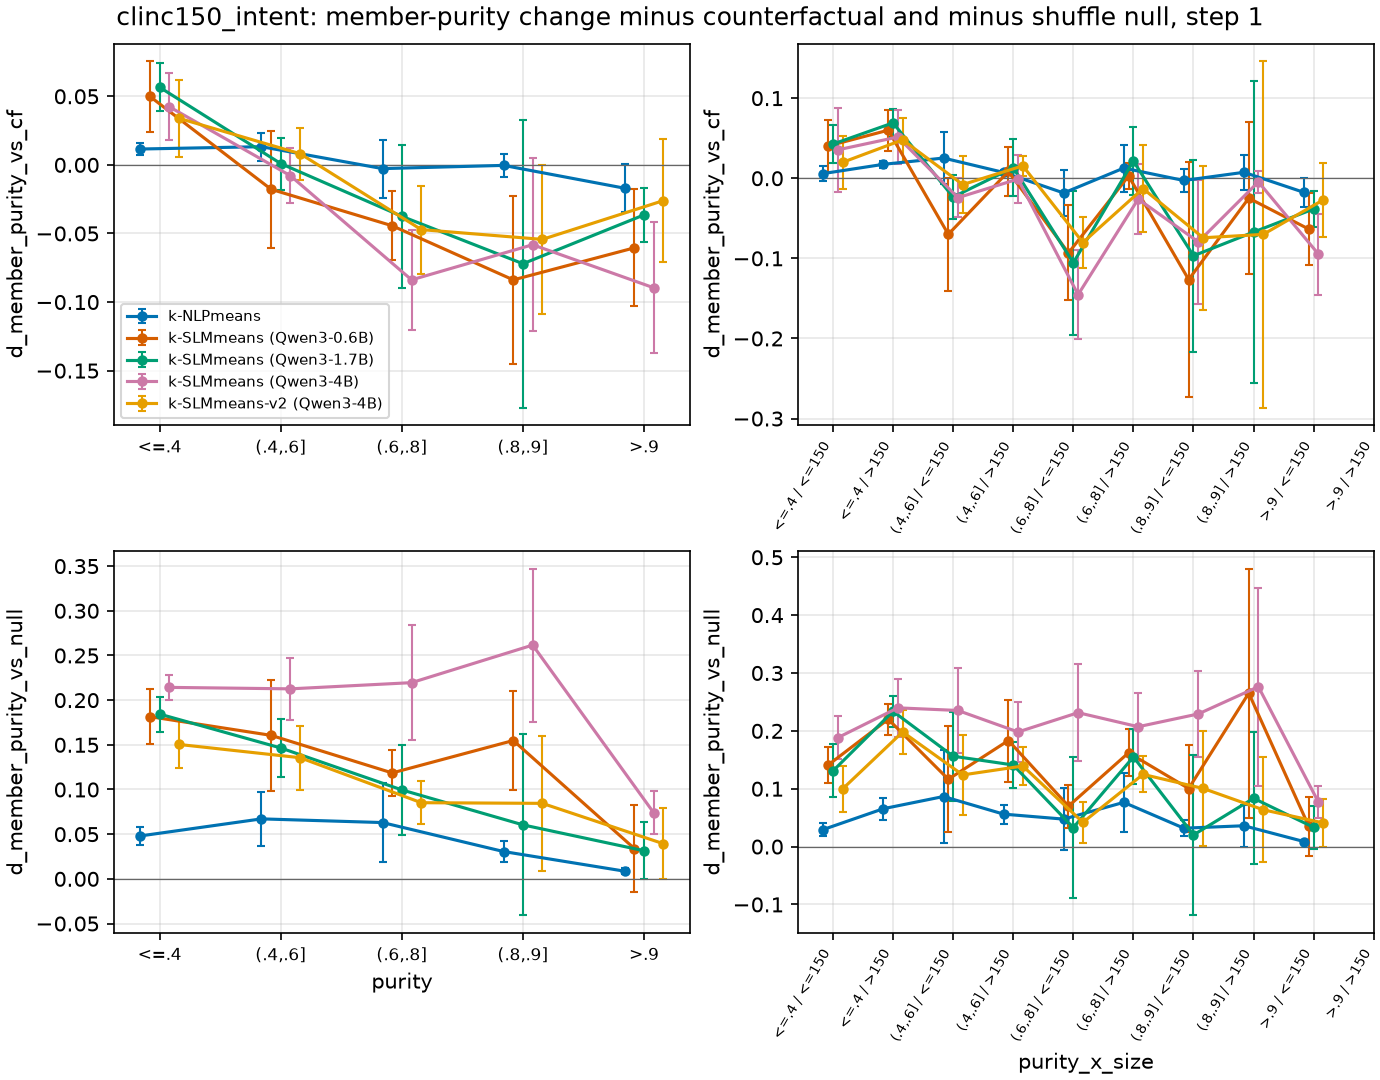 clinc150_intent: member-purity change minus counterfactual and minus shuffle null, step 1
d_member_purity_vs_cf
0.05
0.00
−0.05
−0.10
−0.15
k-NLPmeans
k-SLMmeans (Qwen3-0.6B)
k-SLMmeans (Qwen3-1.7B)
k-SLMmeans (Qwen3-4B)
k-SLMmeans-v2 (Qwen3-4B)
<=.4
(.4,.6]
(.6,.8]
(.8,.9]
>.9
d_member_purity_vs_cf
0.1
0.0
−0.1
−0.2
−0.3
<=.4 / <=150
<=.4 / >150
(.4,.6] / <=150
(.4,.6] / >150
(.6,.8] / <=150
(.6,.8] / >150
(.8,.9] / <=150
(.8,.9] / >150
>.9 / <=150
>.9 / >150
d_member_purity_vs_null
0.35
0.30
0.25
0.20
0.15
0.10
0.05
0.00
−0.05
<=.4
(.4,.6]
(.6,.8]
(.8,.9]
>.9
purity
d_member_purity_vs_null
0.5
0.4
0.3
0.2
0.1
0.0
−0.1
<=.4 / <=150
<=.4 / >150
(.4,.6] / <=150
(.4,.6] / >150
(.6,.8] / <=150
(.6,.8] / >150
(.8,.9] / <=150
(.8,.9] / >150
>.9 / <=150
>.9 / >150
purity_x_size